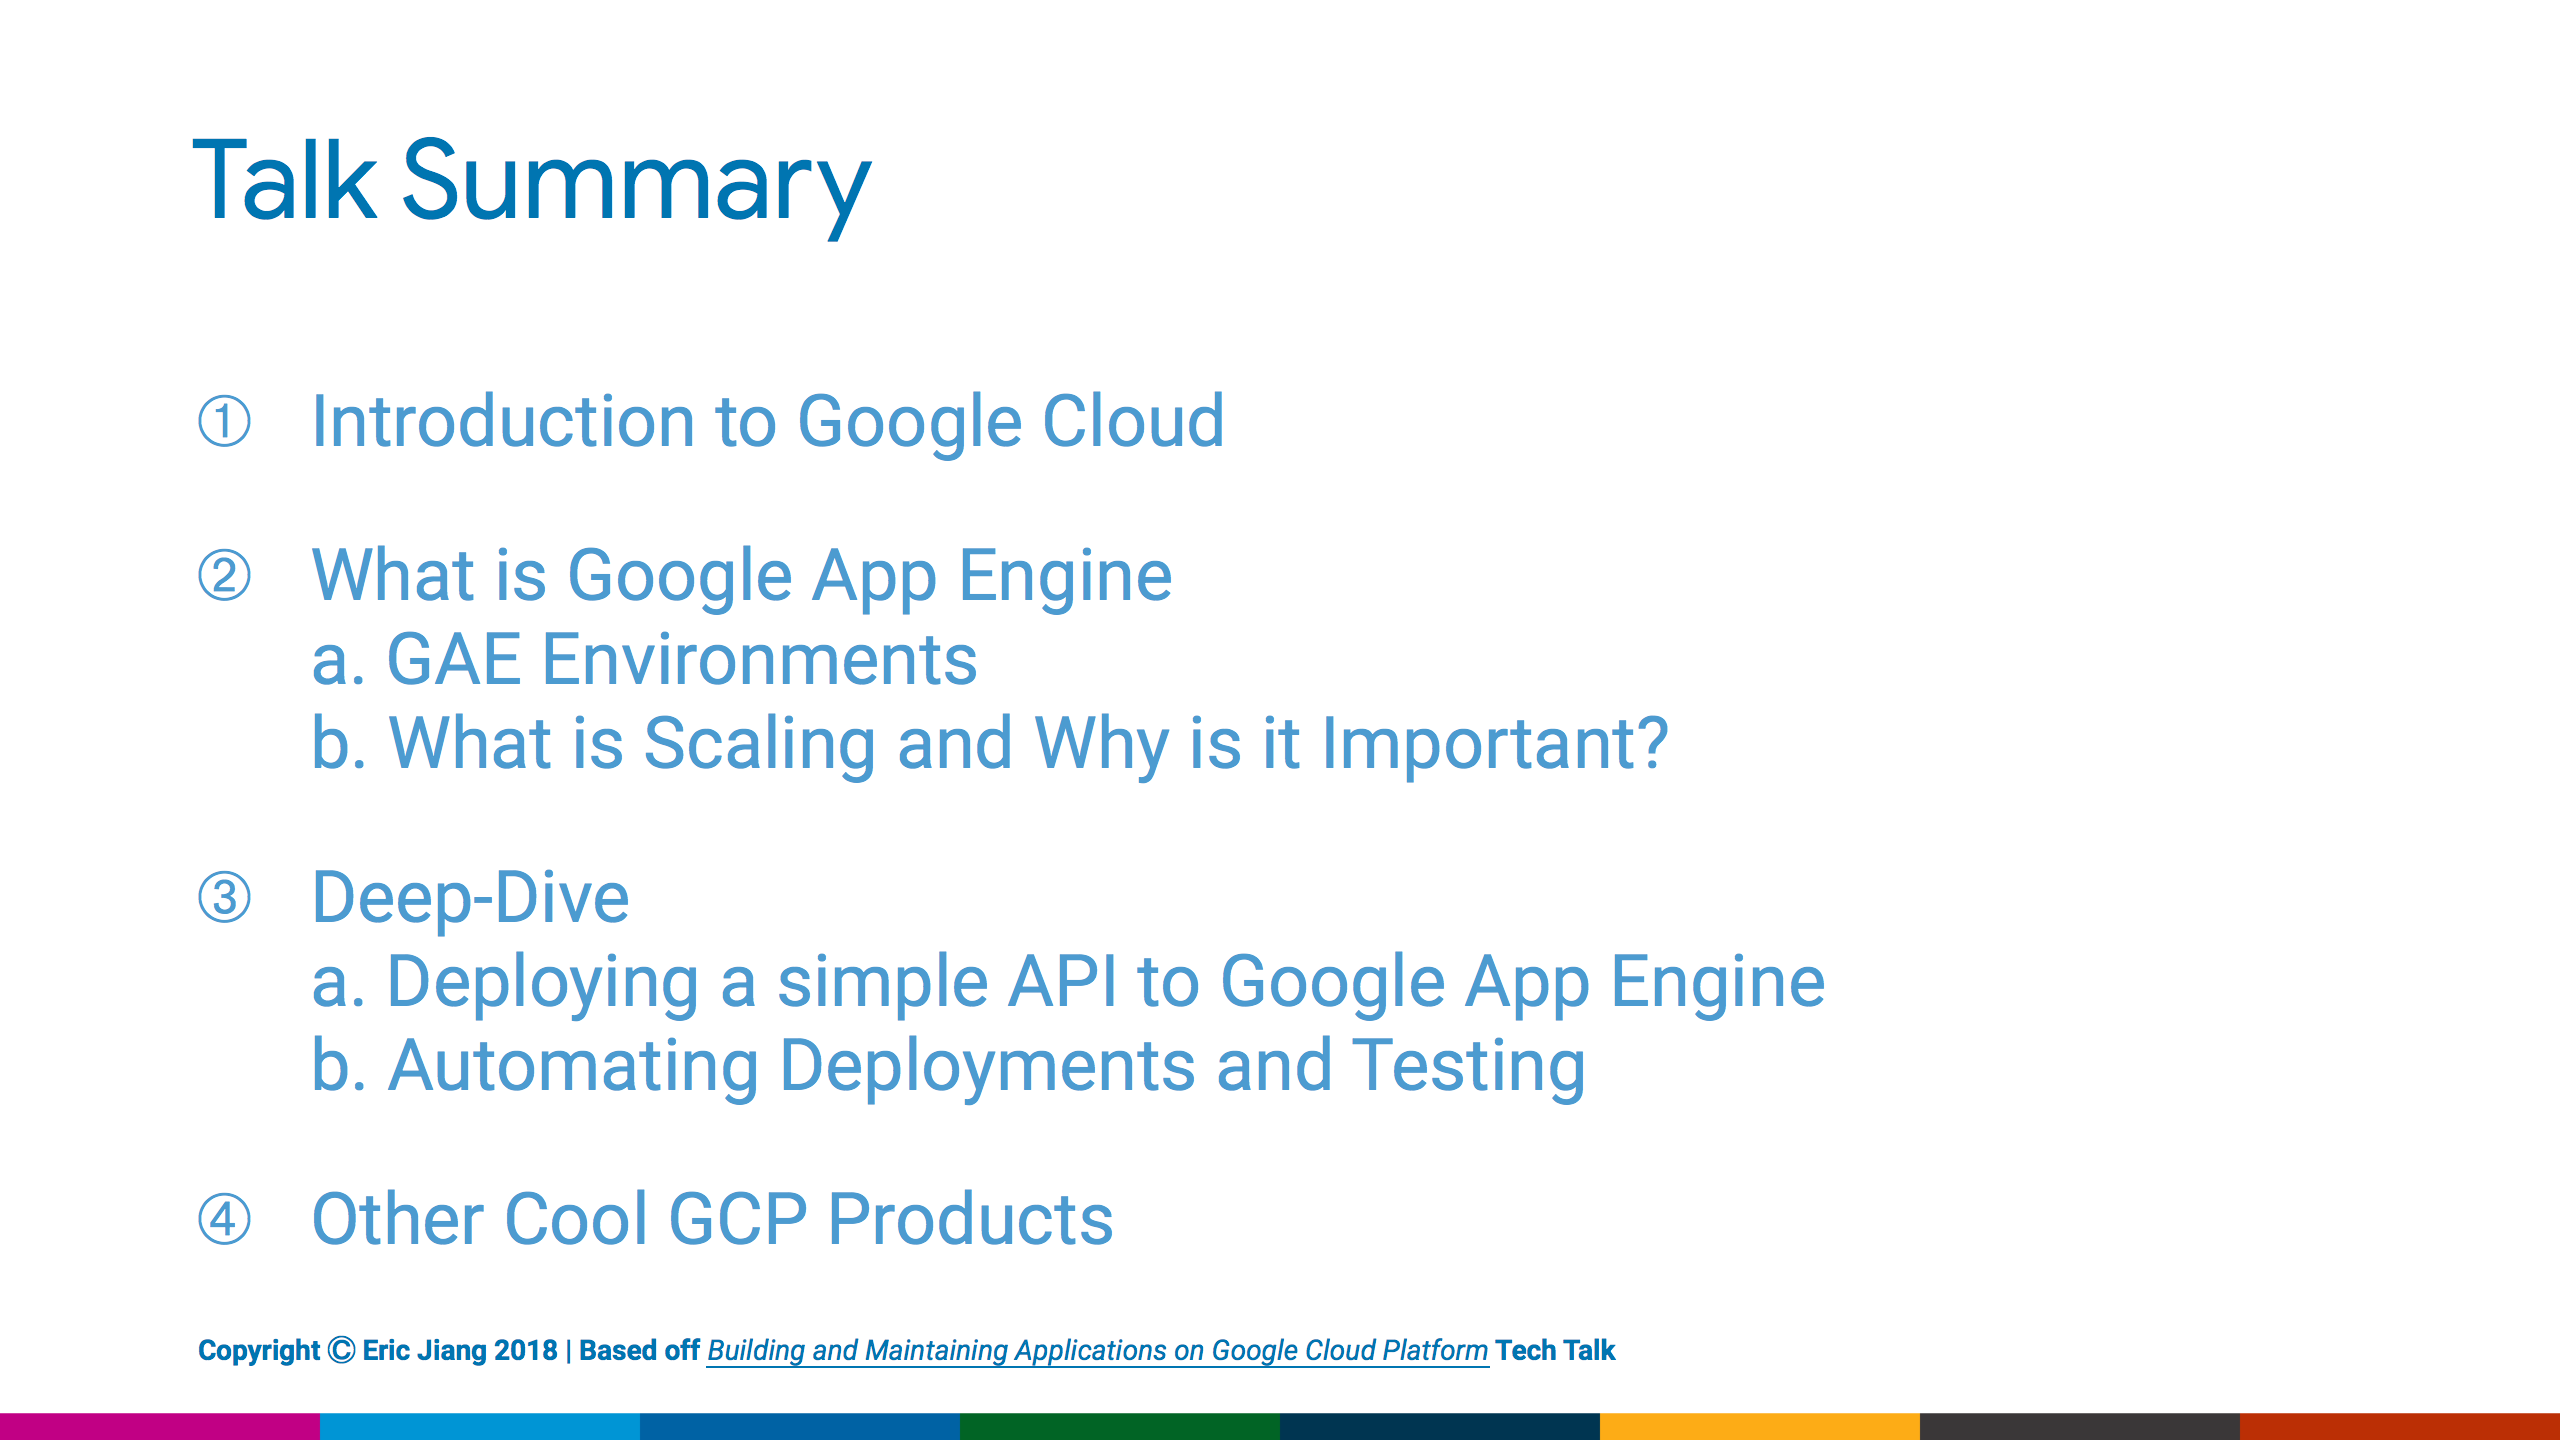 Talk Summary
① Introduction to Google Cloud
② What is Google App Engine
a. GAE Environments
b. What is Scaling and Why is it Important?
③ Deep-Dive
a. Deploying a simple API to Google App Engine
b. Automating Deployments and Testing
④ Other Cool GCP Products
Copyright Ⓒ Eric Jiang 2018 | Based off Building and Maintaining Applications on Google Cloud Platform Tech Talk